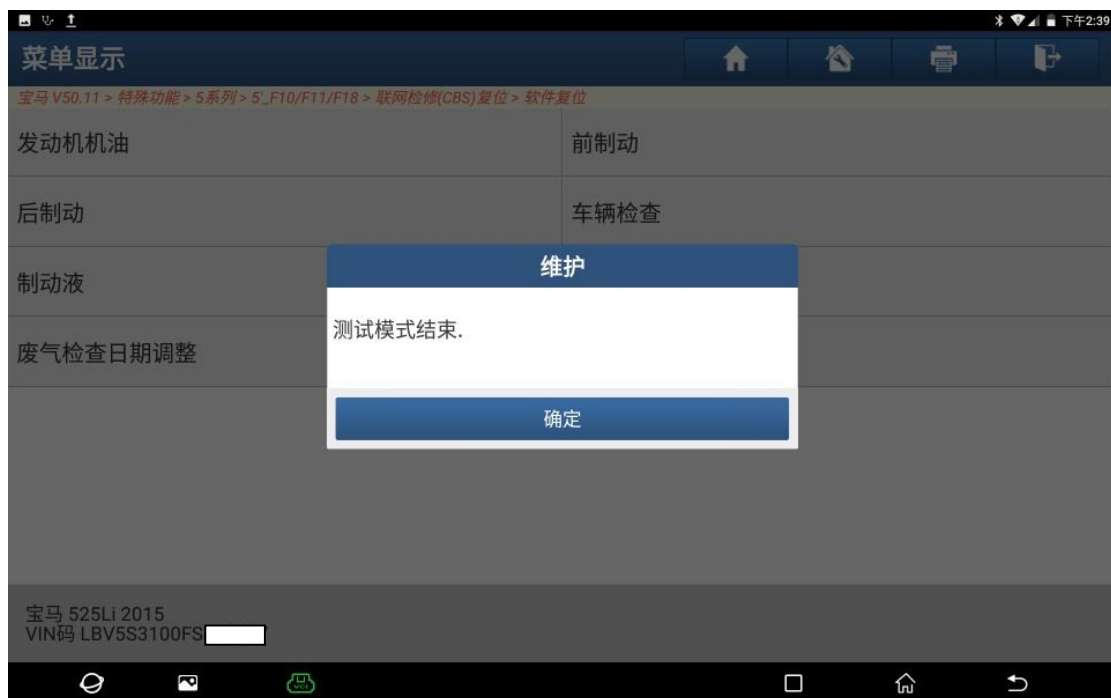 下午2:39
菜单显示
宝马 V50.11 > 特殊功能 > 5系列 > 5'_F10/F11/F18 > 联网检修(CBS)复位 > 软件复位
发动机机油
前制动
后制动
车辆检查
制动液
废气检查日期调整
维护
测试模式结束.
确定
宝马 525Li 2015
VIN码 LBV5S3100FS
VCI